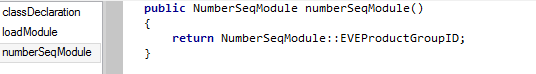 classDeclaration
loadModule
numberSeqModule
public NumberSeqModule numberSeqModule()
{
    return NumberSeqModule::EVEProductGroupID;
}